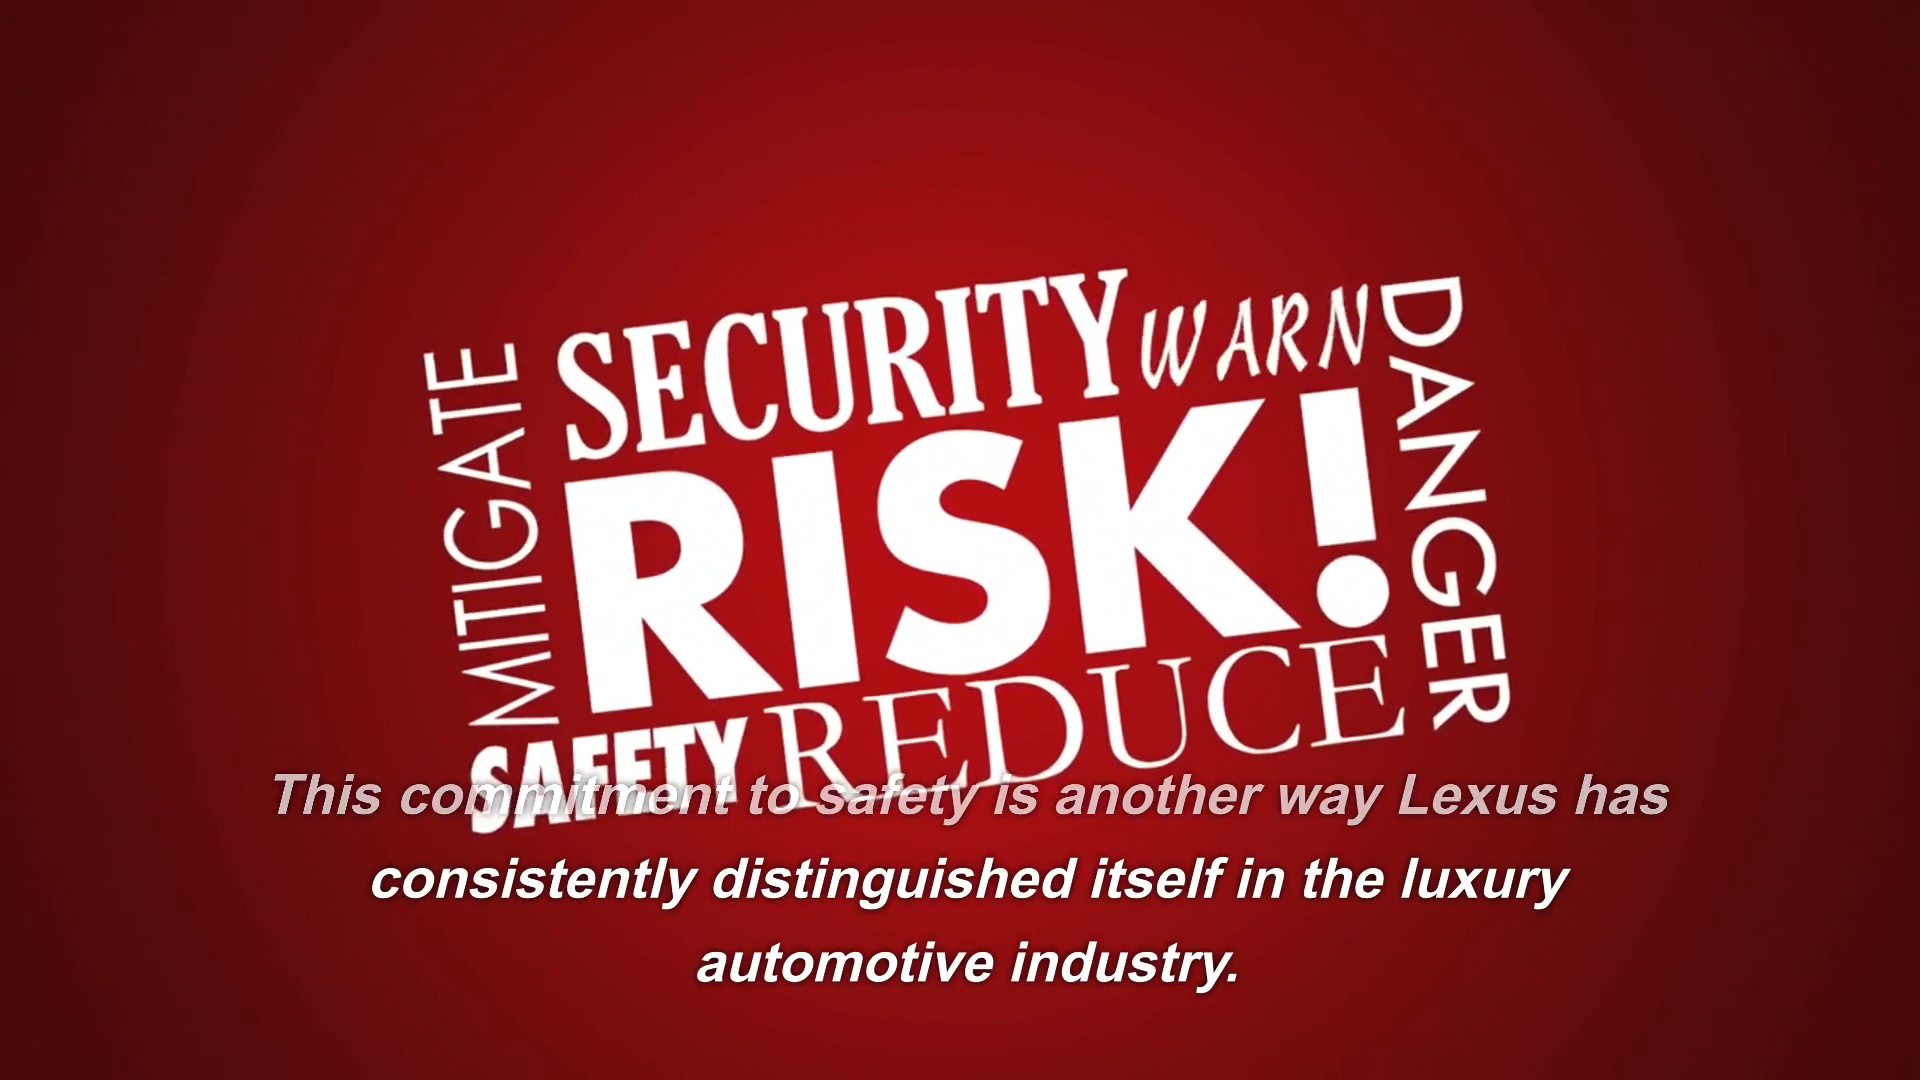 MITIGATE
SECURITY WARN
DANGER
RISK!
SAFETY REDUCE
This commitment to safety is another way Lexus has
consistently distinguished itself in the luxury
automotive industry.